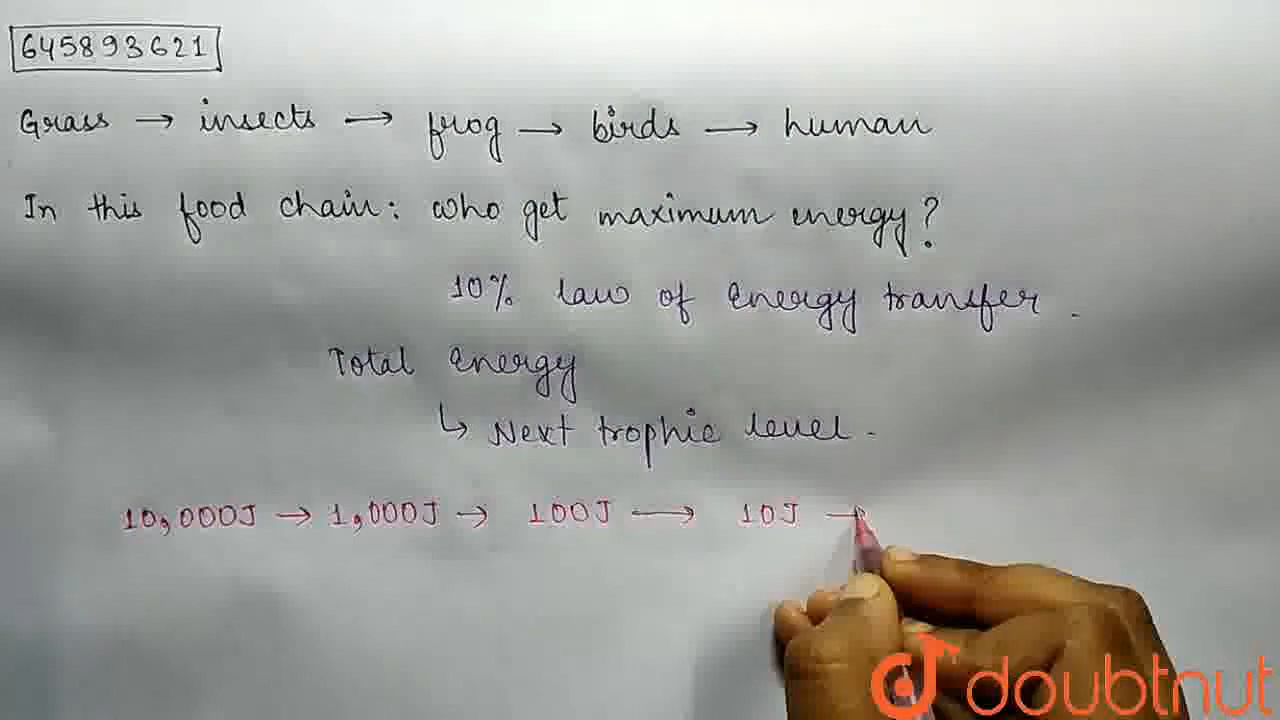 645893621
Grass → insects → frog → birds → human
In this food chain: who get maximum energy?
10% law of energy transfer.
Total energy
↳ Next trophic level.
10,000J → 1,000J → 100J → 10J →
doubtnut